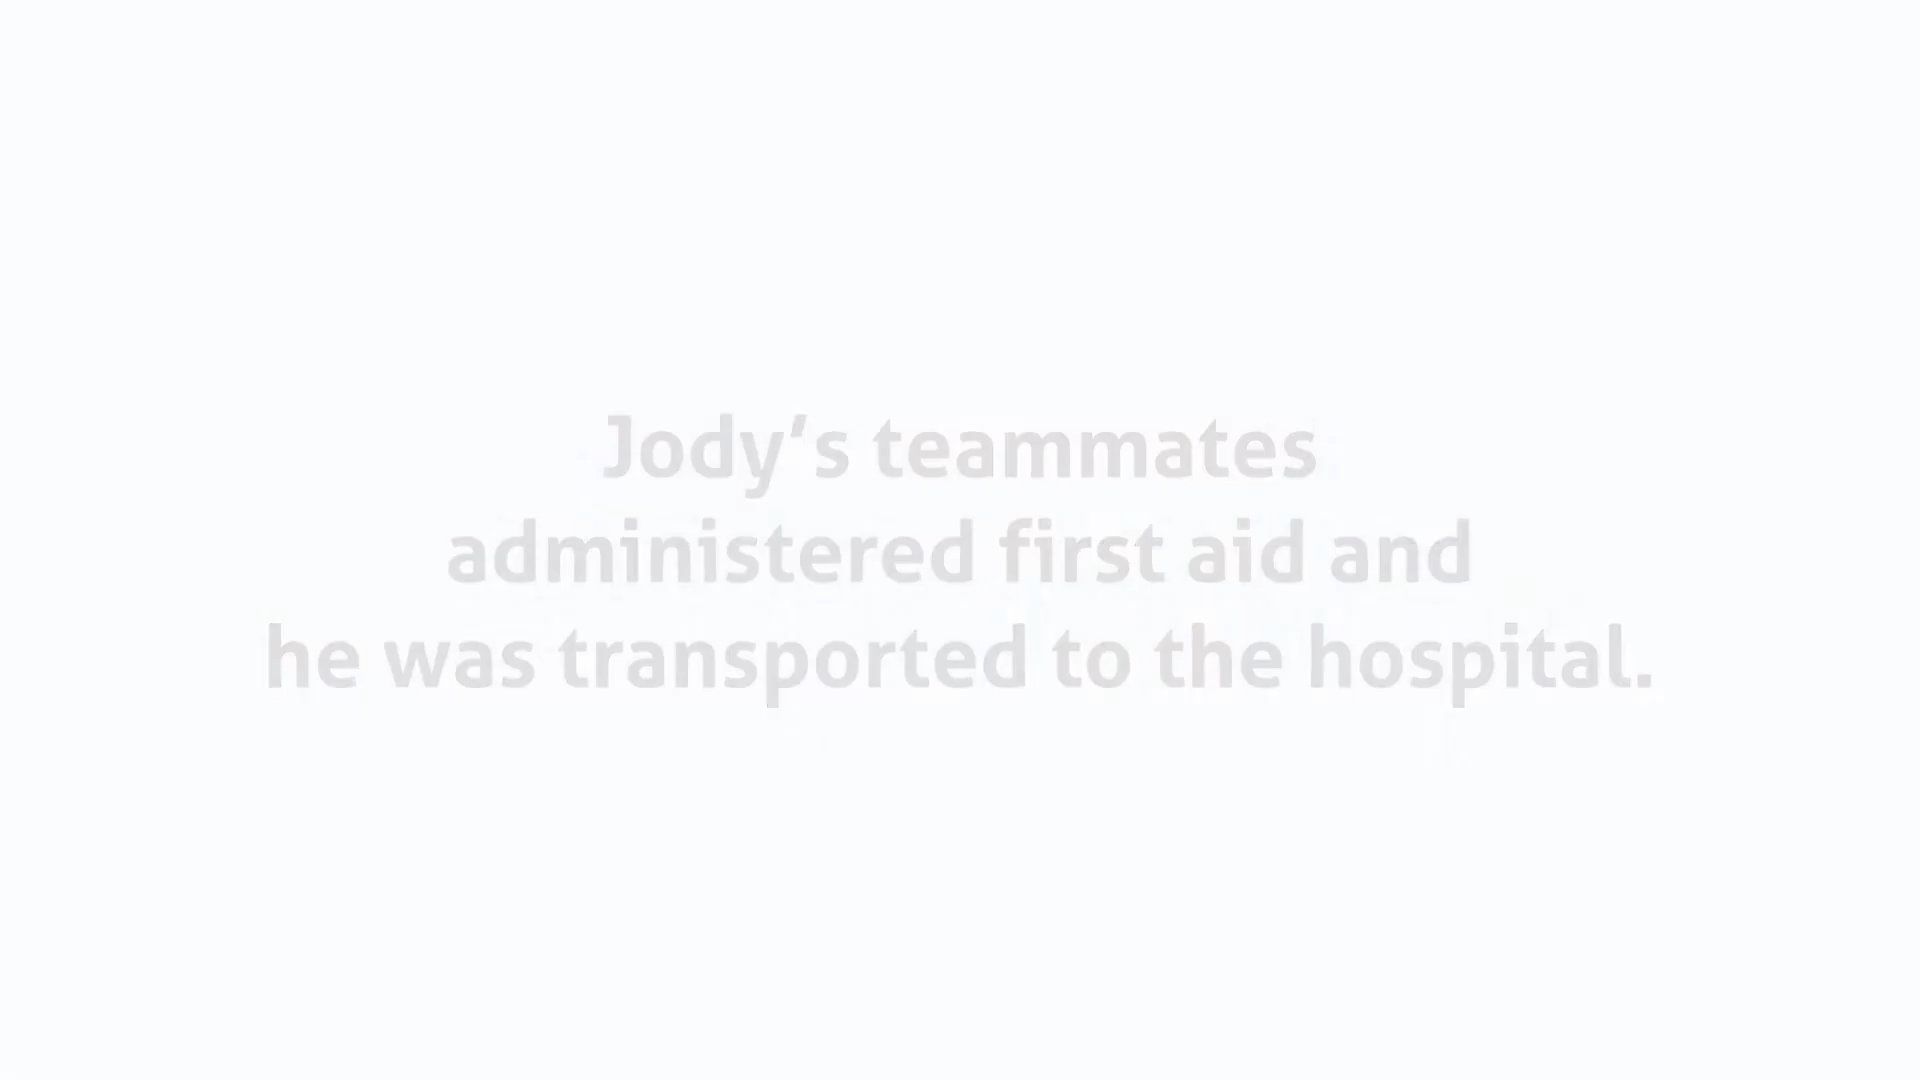 Jody’s teammates
administered first aid and
he was transported to the hospital.